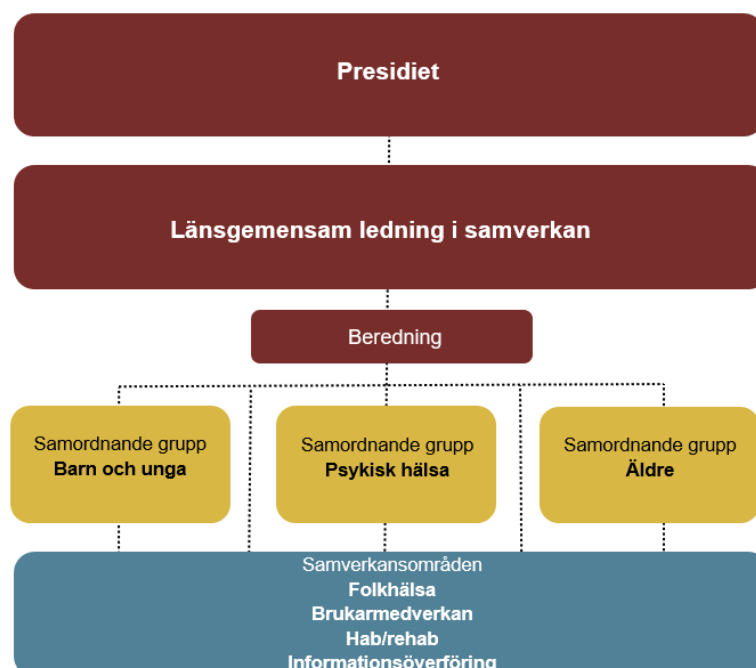 Presidiet
Länsgemensam ledning i samverkan
Beredning
Samordnande grupp
Barn och unga
Samordnande grupp
Psykisk hälsa
Samordnande grupp
Äldre
Samverkansområden
Folkhälsa
Brukarmedverkan
Hab/rehab
Informationsöverföring